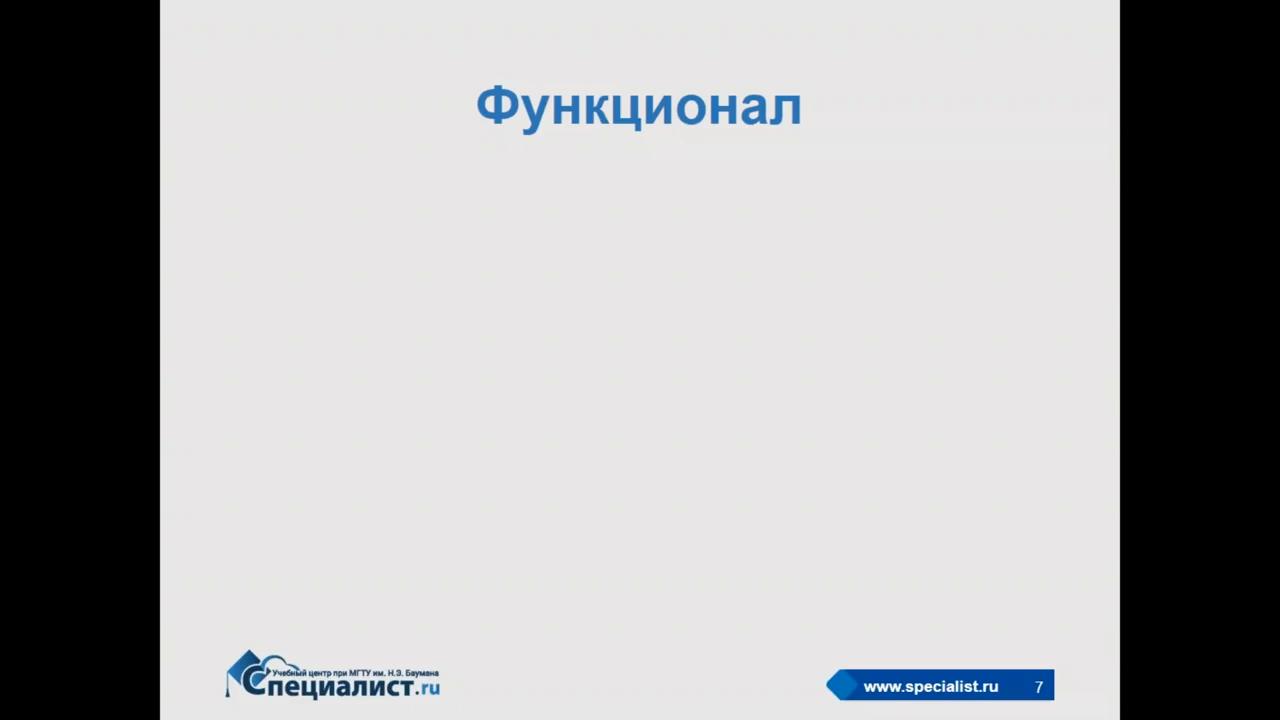 Функционал
Учебный центр при МГТУ им. Н.Э. Баумана
Специалист.ru
www.specialist.ru 7